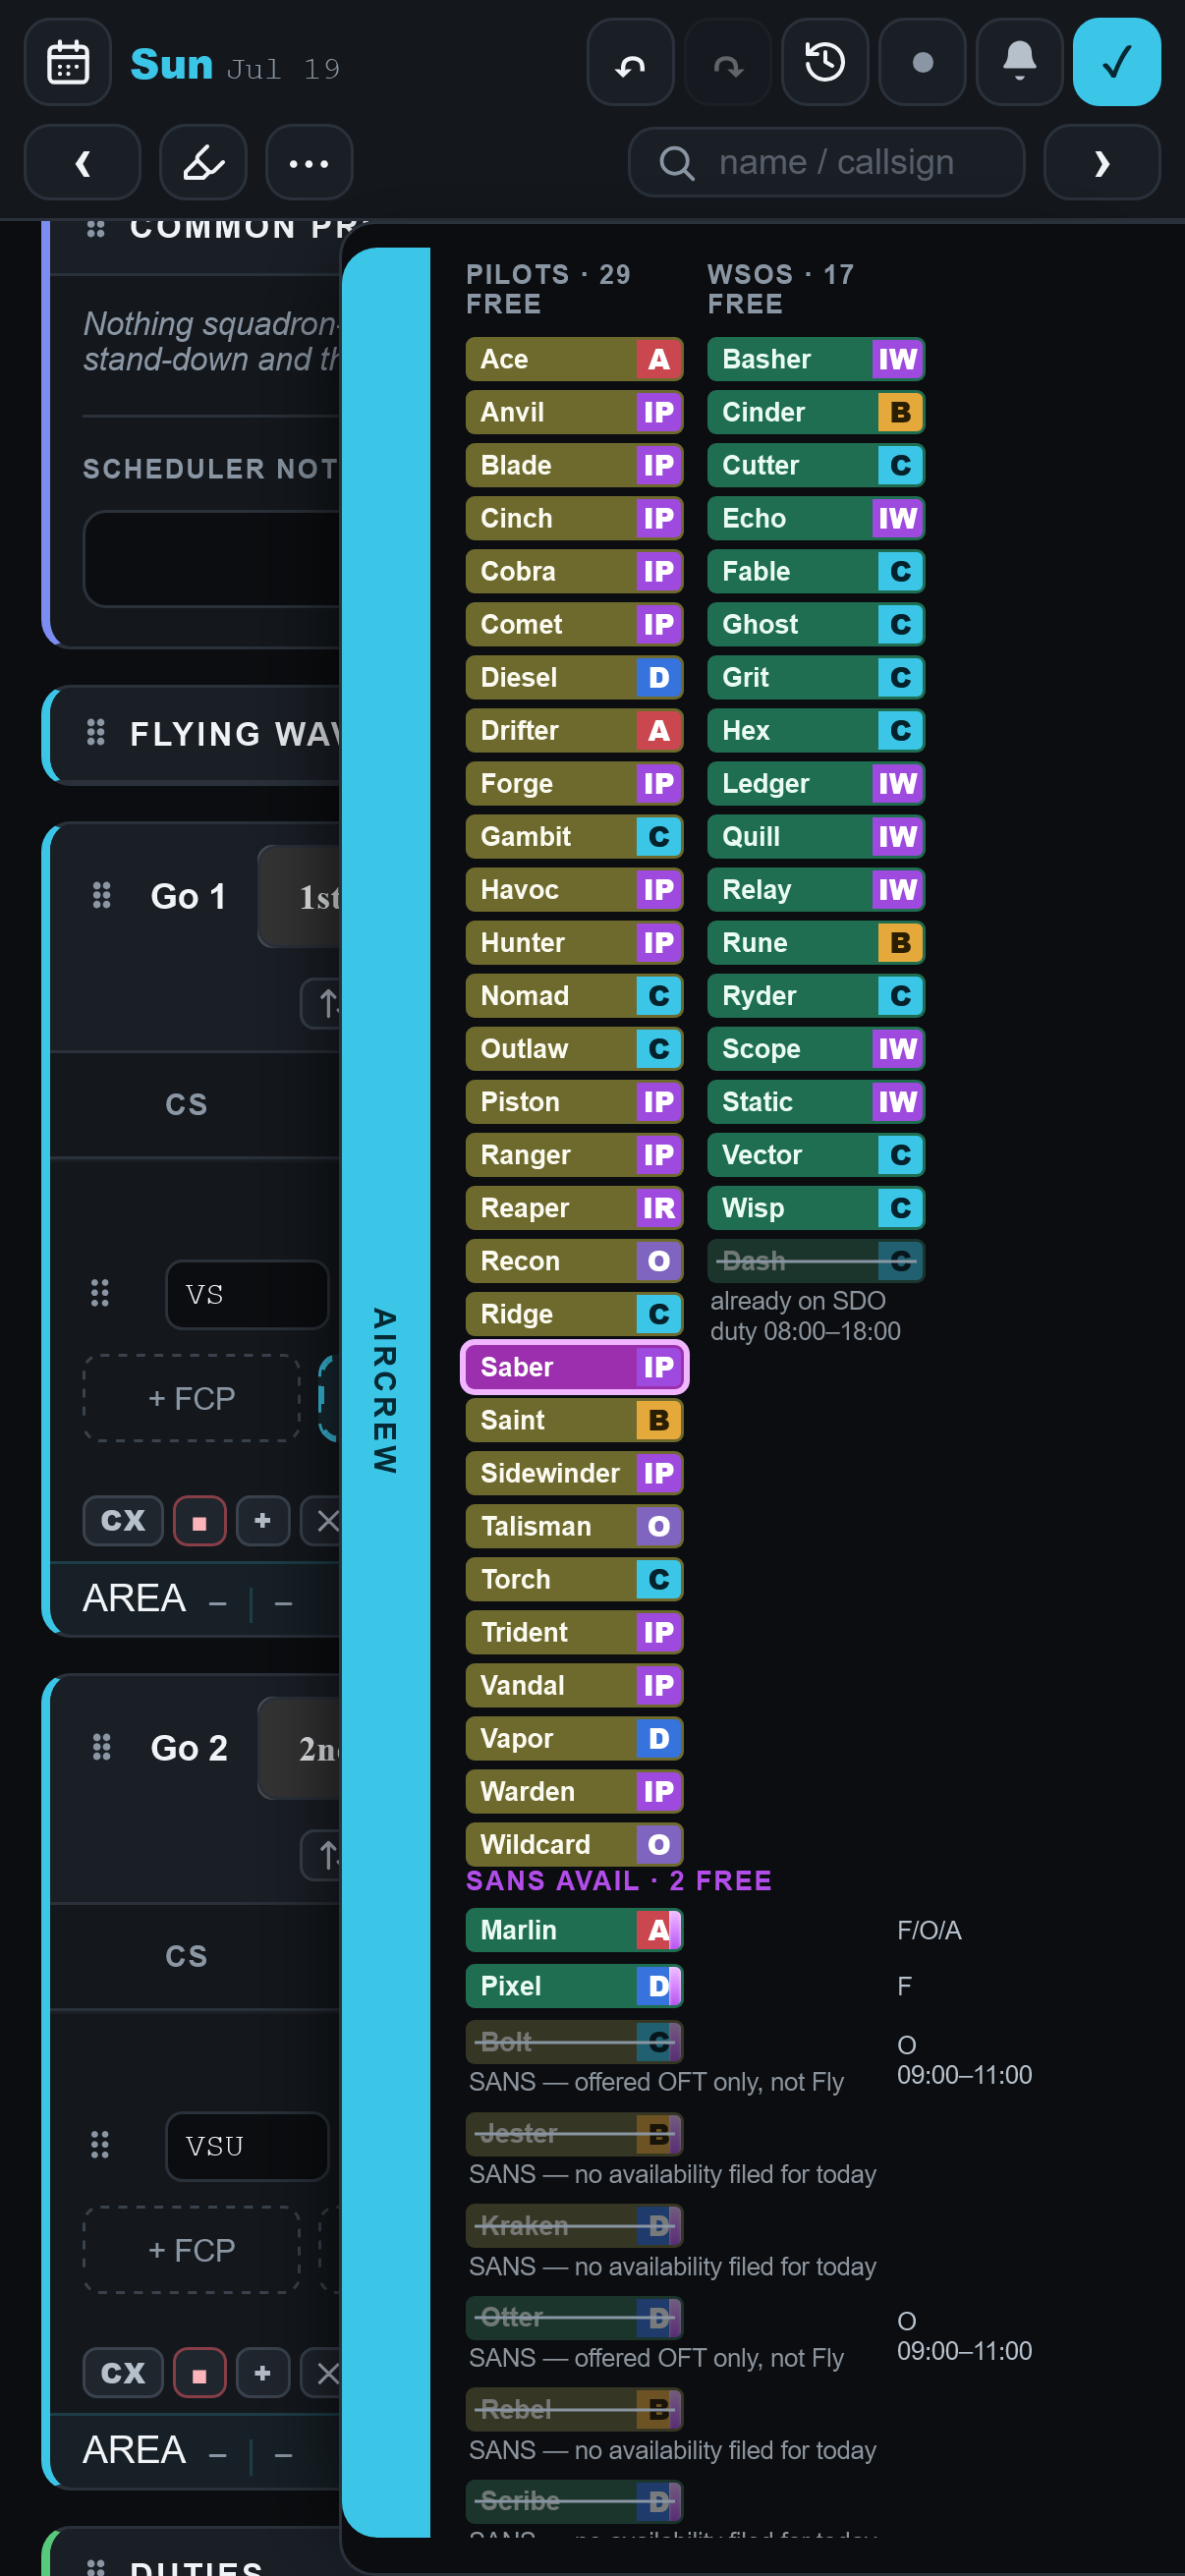 Sun Jul 19
name / callsign
COMMON PR
Nothing squadron-
stand-down and th
SCHEDULER NOT
FLYING WAV
Go 1 1st
CS
VS
+ FCP
CX + 
AREA – | –
Go 2 2nd
CS
VSU
+ FCP
CX +
AREA – | –
DUTIES
AIRCREW
PILOTS · 29
FREE
Ace A
Anvil IP
Blade IP
Cinch IP
Cobra IP
Comet IP
Diesel D
Drifter A
Forge IP
Gambit C
Havoc IP
Hunter IP
Nomad C
Outlaw C
Piston IP
Ranger IP
Reaper IR
Recon O
Ridge C
Saber IP
Saint B
Sidewinder IP
Talisman O
Torch C
Trident IP
Vandal IP
Vapor D
Warden IP
Wildcard O
WSOS · 17
FREE
Basher IW
Cinder B
Cutter C
Echo IW
Fable C
Ghost C
Grit C
Hex C
Ledger IW
Quill IW
Relay IW
Rune B
Ryder C
Scope IW
Static IW
Vector C
Wisp C
Dash C
already on SDO
duty 08:00–18:00
SANS AVAIL · 2 FREE
Marlin A F/O/A
Pixel D F
Bolt C O
09:00–11:00
SANS — offered OFT only, not Fly
Jester B
SANS — no availability filed for today
Kraken D
SANS — no availability filed for today
Otter D O
09:00–11:00
SANS — offered OFT only, not Fly
Rebel B
SANS — no availability filed for today
Scribe D
SANS — no availability filed for today